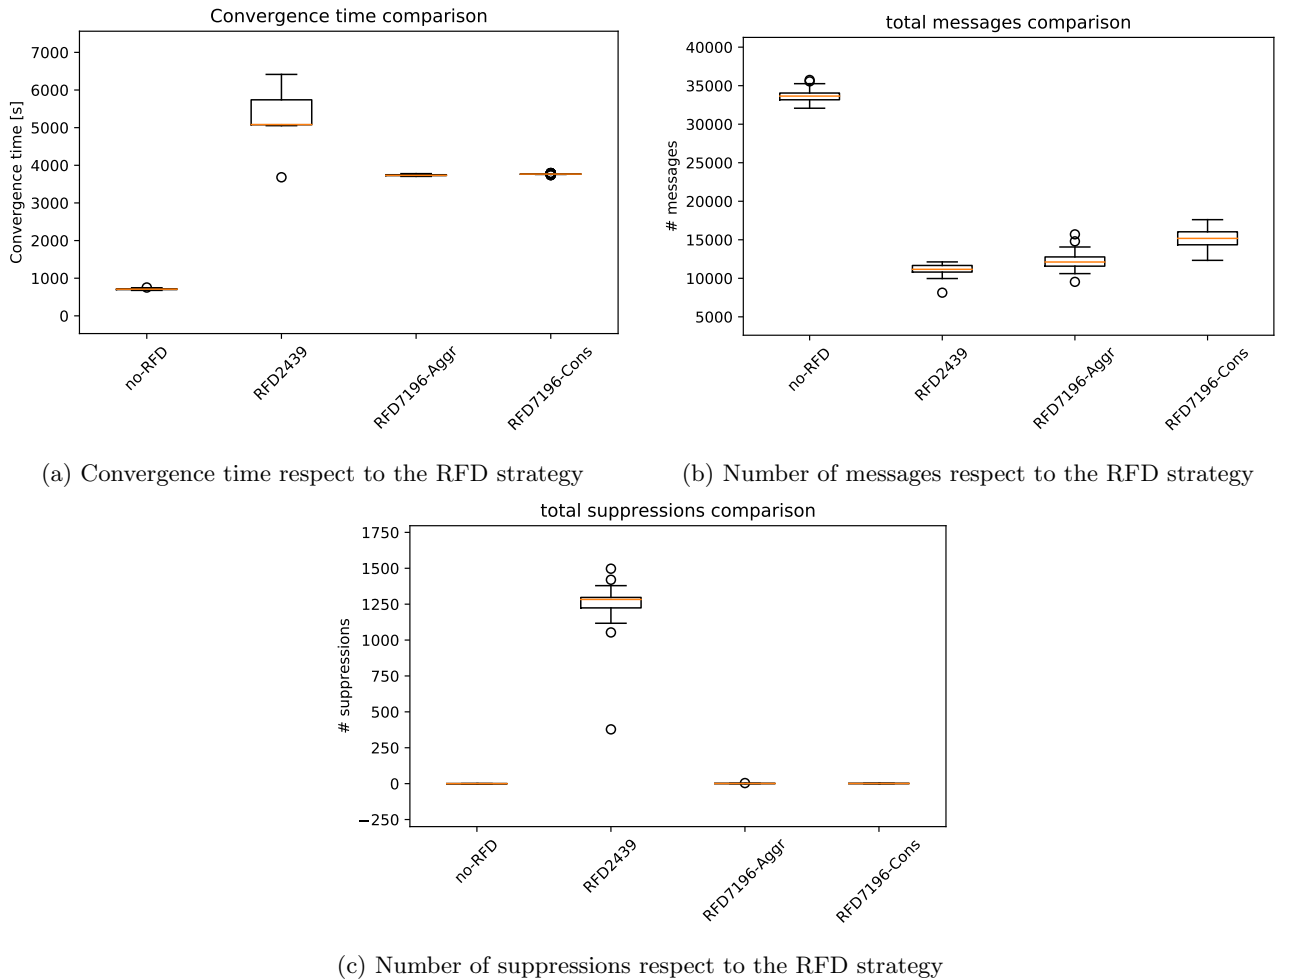 Convergence time comparison
Convergence time [s]
7000
6000
5000
4000
3000
2000
1000
0
no-RFD
RFD2439
RFD7196-Aggr
RFD7196-Cons
(a) Convergence time respect to the RFD strategy
total messages comparison
# messages
40000
35000
30000
25000
20000
15000
10000
5000
no-RFD
RFD2439
RFD7196-Aggr
RFD7196-Cons
(b) Number of messages respect to the RFD strategy
total suppressions comparison
# suppressions
1750
1500
1250
1000
750
500
250
0
−250
no-RFD
RFD2439
RFD7196-Aggr
RFD7196-Cons
(c) Number of suppressions respect to the RFD strategy